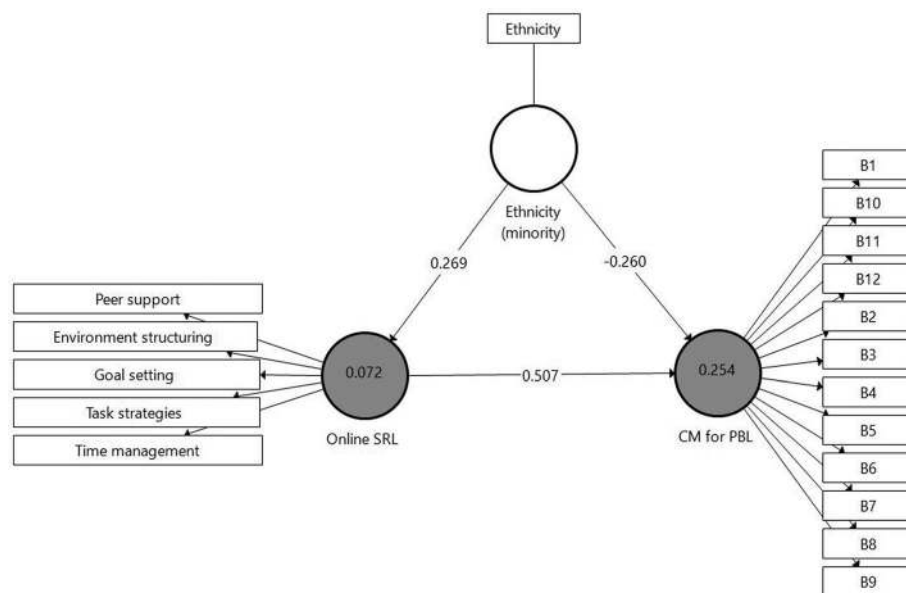 Ethnicity
Ethnicity
(minority)
0.269
-0.260
Peer support
Environment structuring
Goal setting
Task strategies
Time management
0.072
Online SRL
0.507
0.254
CM for PBL
B1
B10
B11
B12
B2
B3
B4
B5
B6
B7
B8
B9